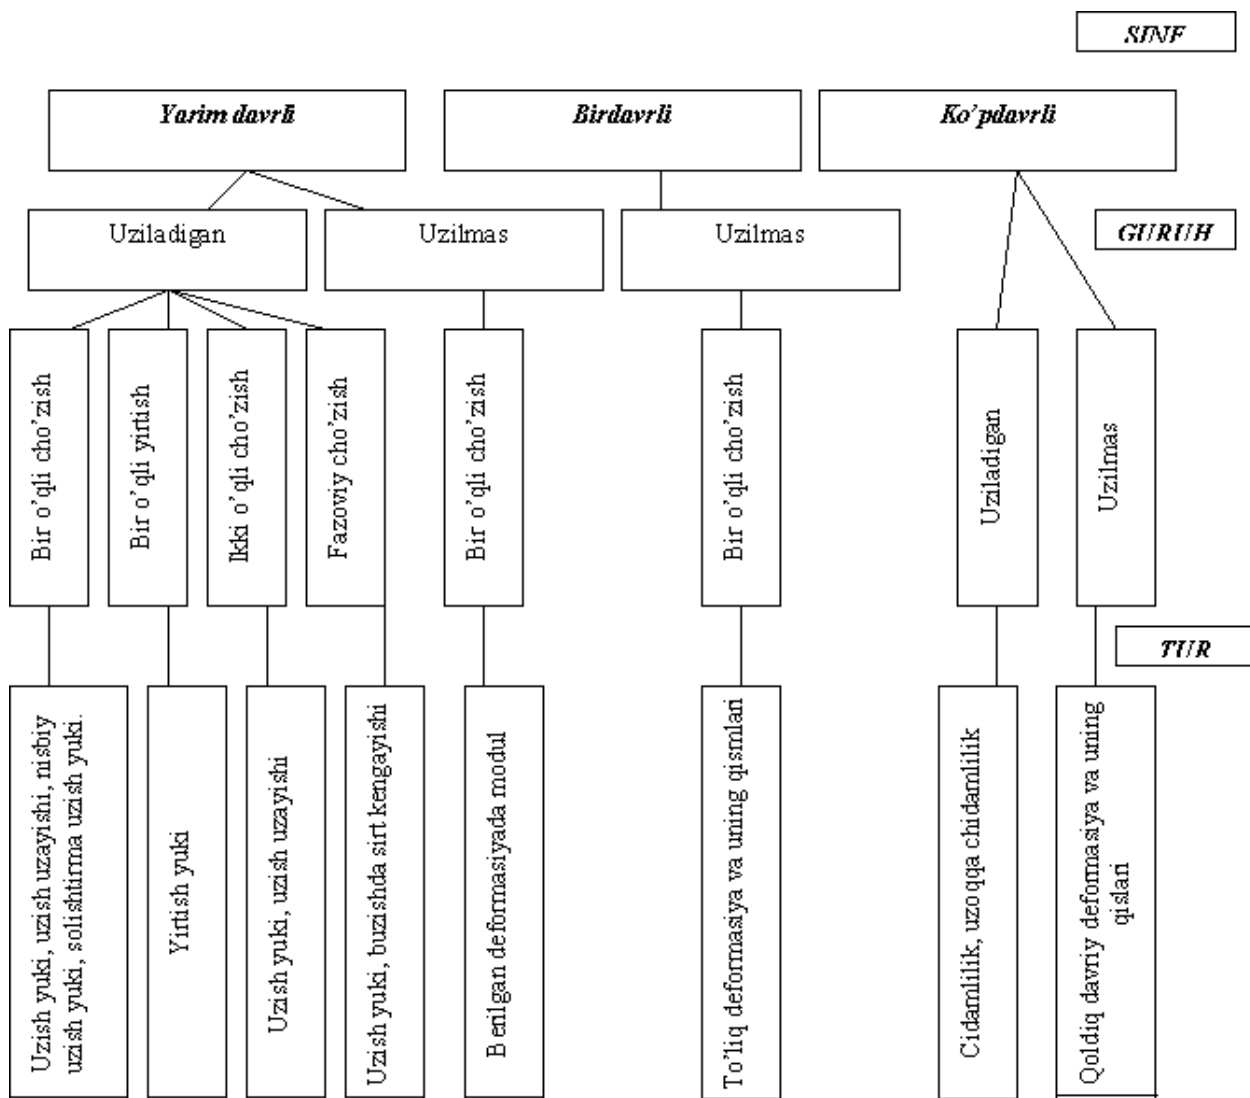 SINF
Yarim davrli
Birdavrli
Ko’pdavrli
Uziladigan
Uzilmas
Uzilmas
GURUH
Bir o’qli cho’zish
Bir o’qli yirtish
Ikki o’qli cho’zish
Fazoviy cho’zish
Bir o’qli cho’zish
Bir o’qli cho’zish
Uziladigan
Uzilmas
TUR
Uzish yuki, uzish uzayishi, nisbiy
uzish yuki, solishtirma uzish yuki.
Yirtish yuki
Uzish yuki, uzish uzayishi
Uzish yuki, buzishda sirt kengayishi
Berilgan deformasiyada modul
To’liq deformasiya va uning qismlari
Cidamlilik, uzoqqa chidamlilik
Qoldiq davriy deformasiya va uning
qislari